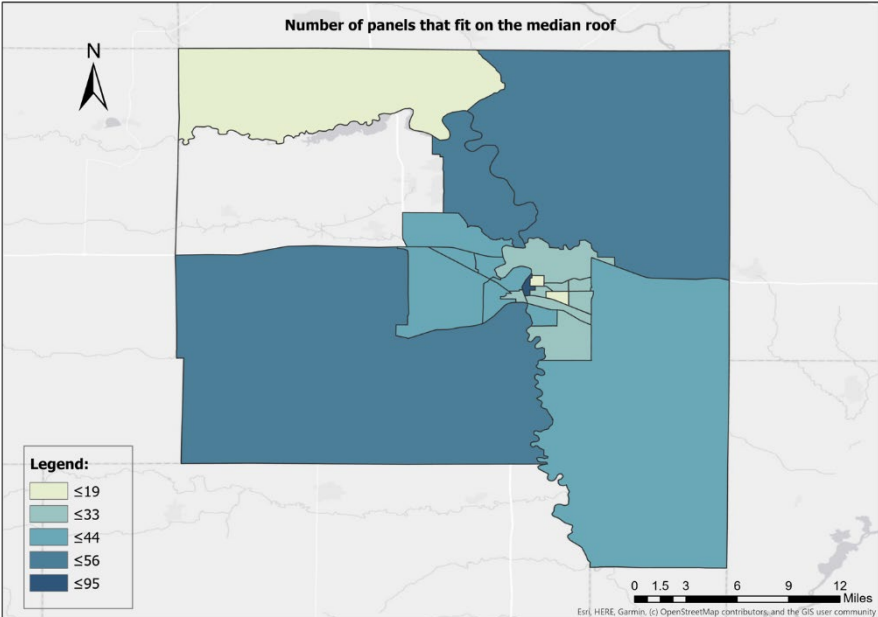 Number of panels that fit on the median roof
N
Legend:
≤19
≤33
≤44
≤56
≤95
0 1.5 3 6 9 12
Miles
Esri, HERE, Garmin, (c) OpenStreetMap contributors, and the GIS user community